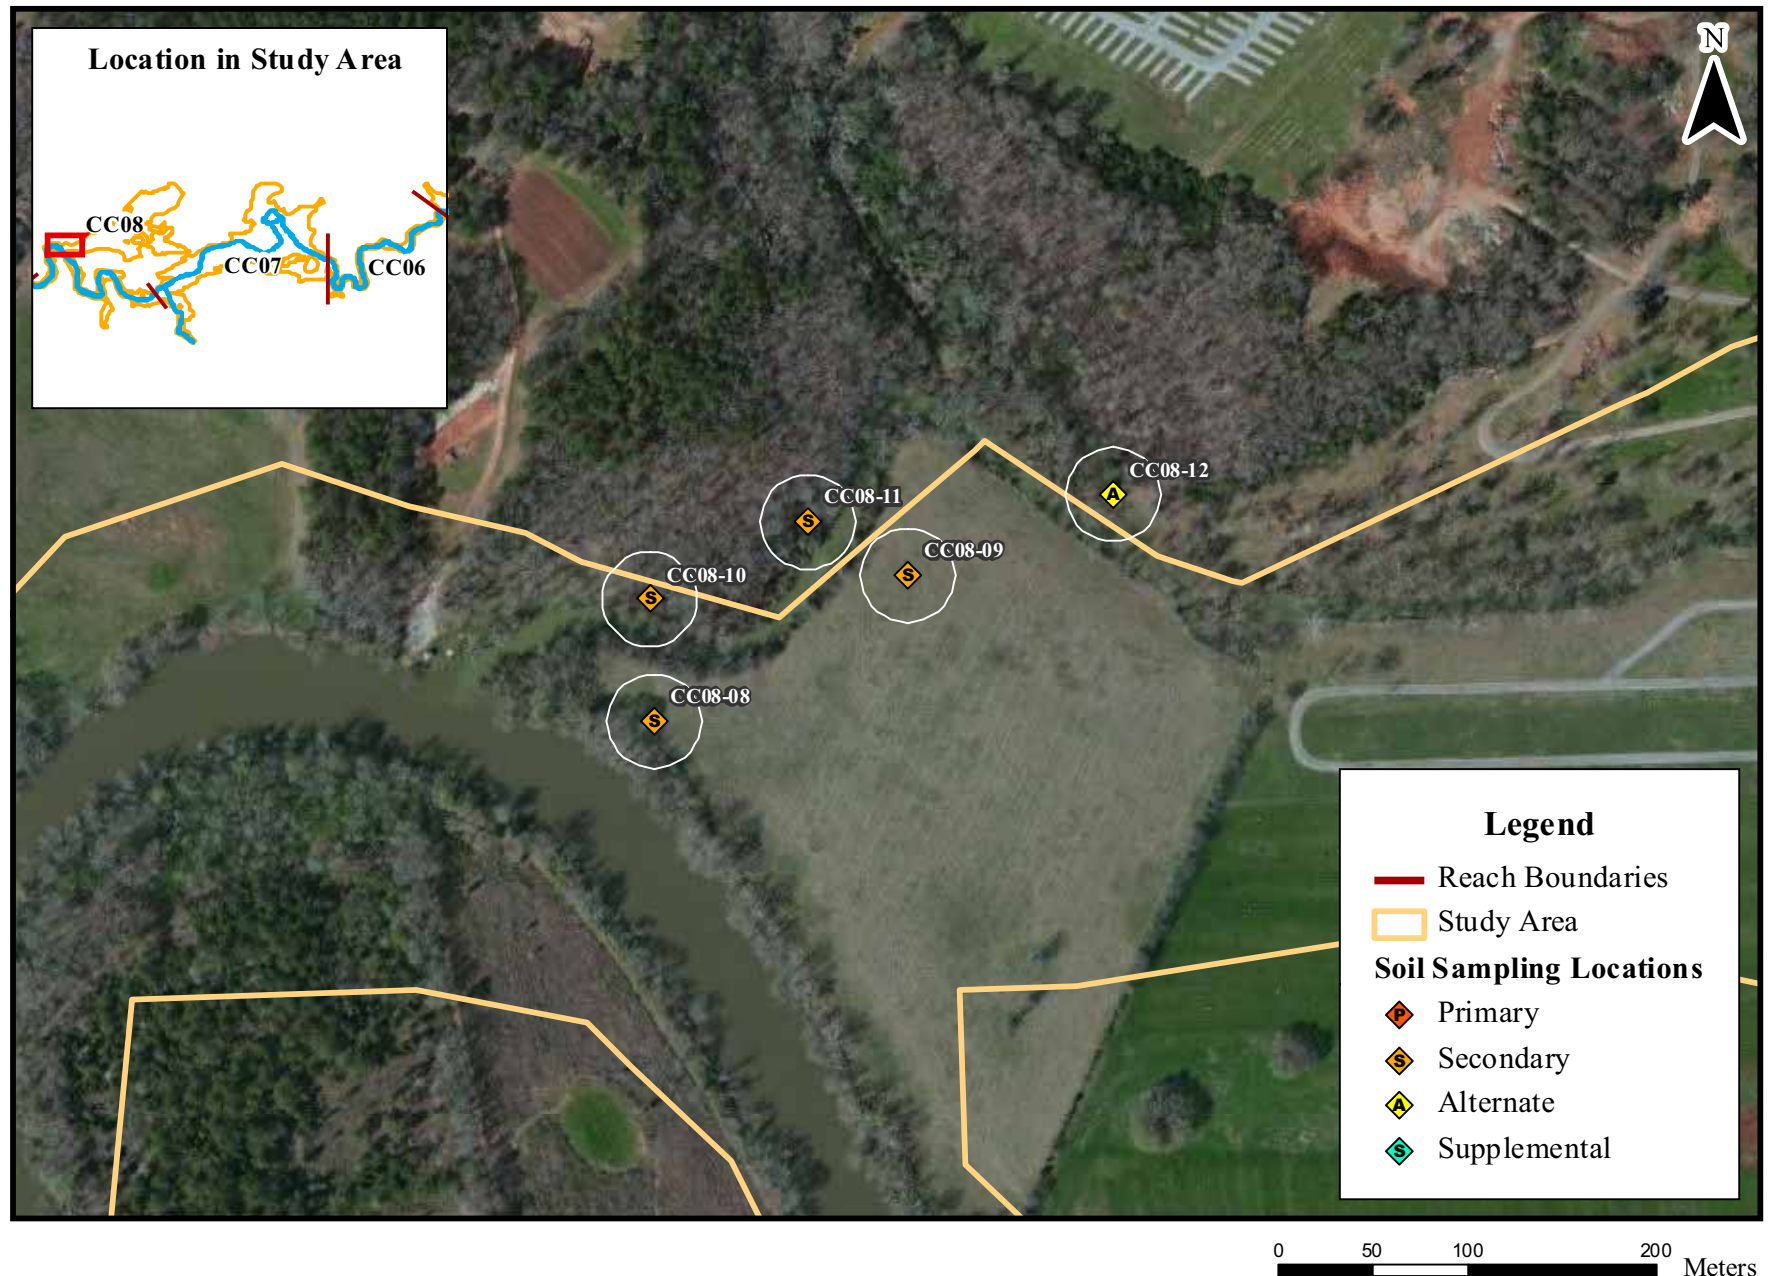 Location in Study Area
CC08
CC07
CC06
N
CC08-12
CC08-11
CC08-09
CC08-10
CC08-08
A
S
S
S
S
Legend
Reach Boundaries
Study Area
Soil Sampling Locations
P Primary
S Secondary
A Alternate
S Supplemental
0 50 100 200
Meters